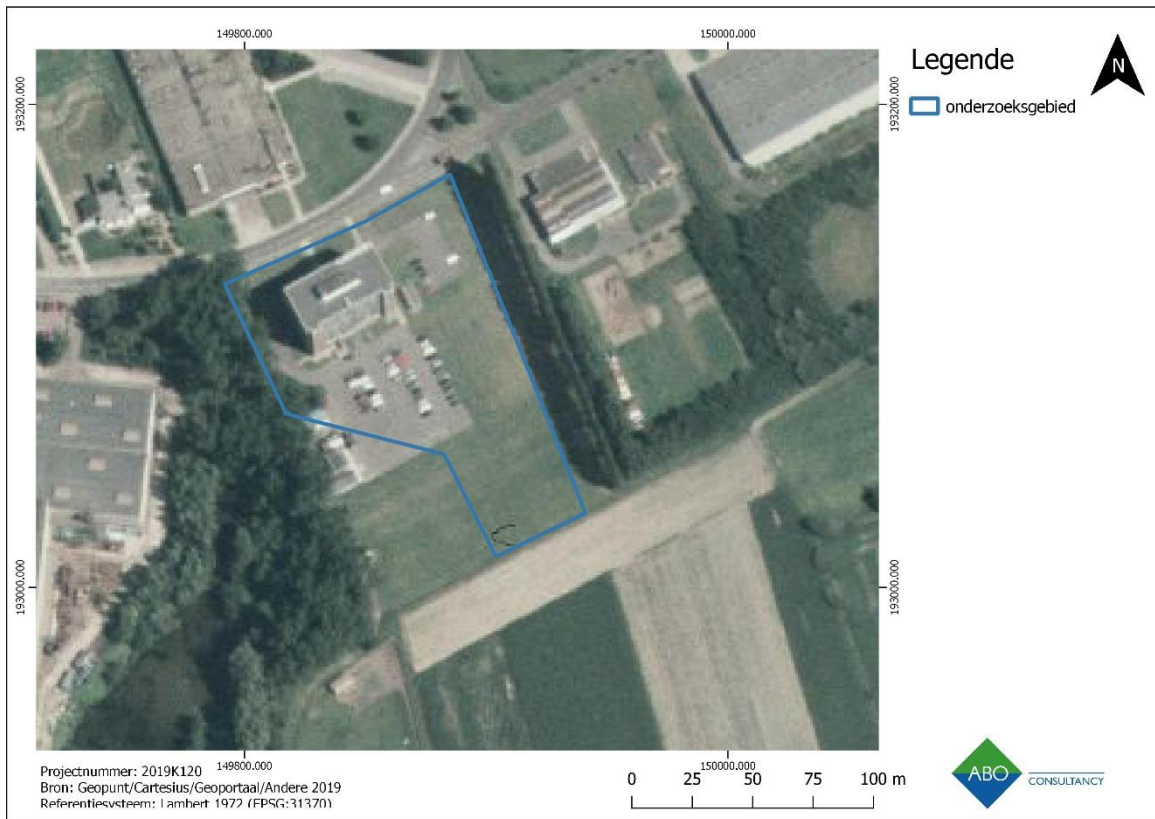 149800.000 150000.000
Legende
N
193200.000 193200.000
onderzoeksgebied
193000.000 193000.000
149800.000 150000.000
Projectnummer: 2019K120
Bron: Geopunt/Cartesius/Geoportaal/Andere 2019
Referentiesysteem: Lambert 1972 (EPSG:31370)
0 25 50 75 100 m
ABO
CONSULTANCY